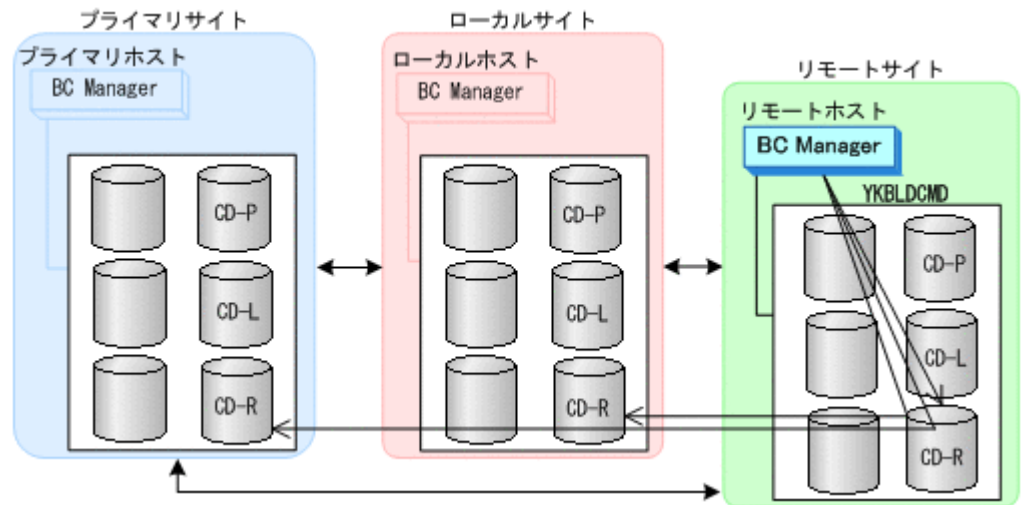 プライマリサイト
プライマリホスト
BC Manager
CD-P
CD-L
CD-R
ローカルサイト
ローカルホスト
BC Manager
CD-P
CD-L
CD-R
リモートサイト
リモートホスト
BC Manager
YKBLDCMD
CD-P
CD-L
CD-R